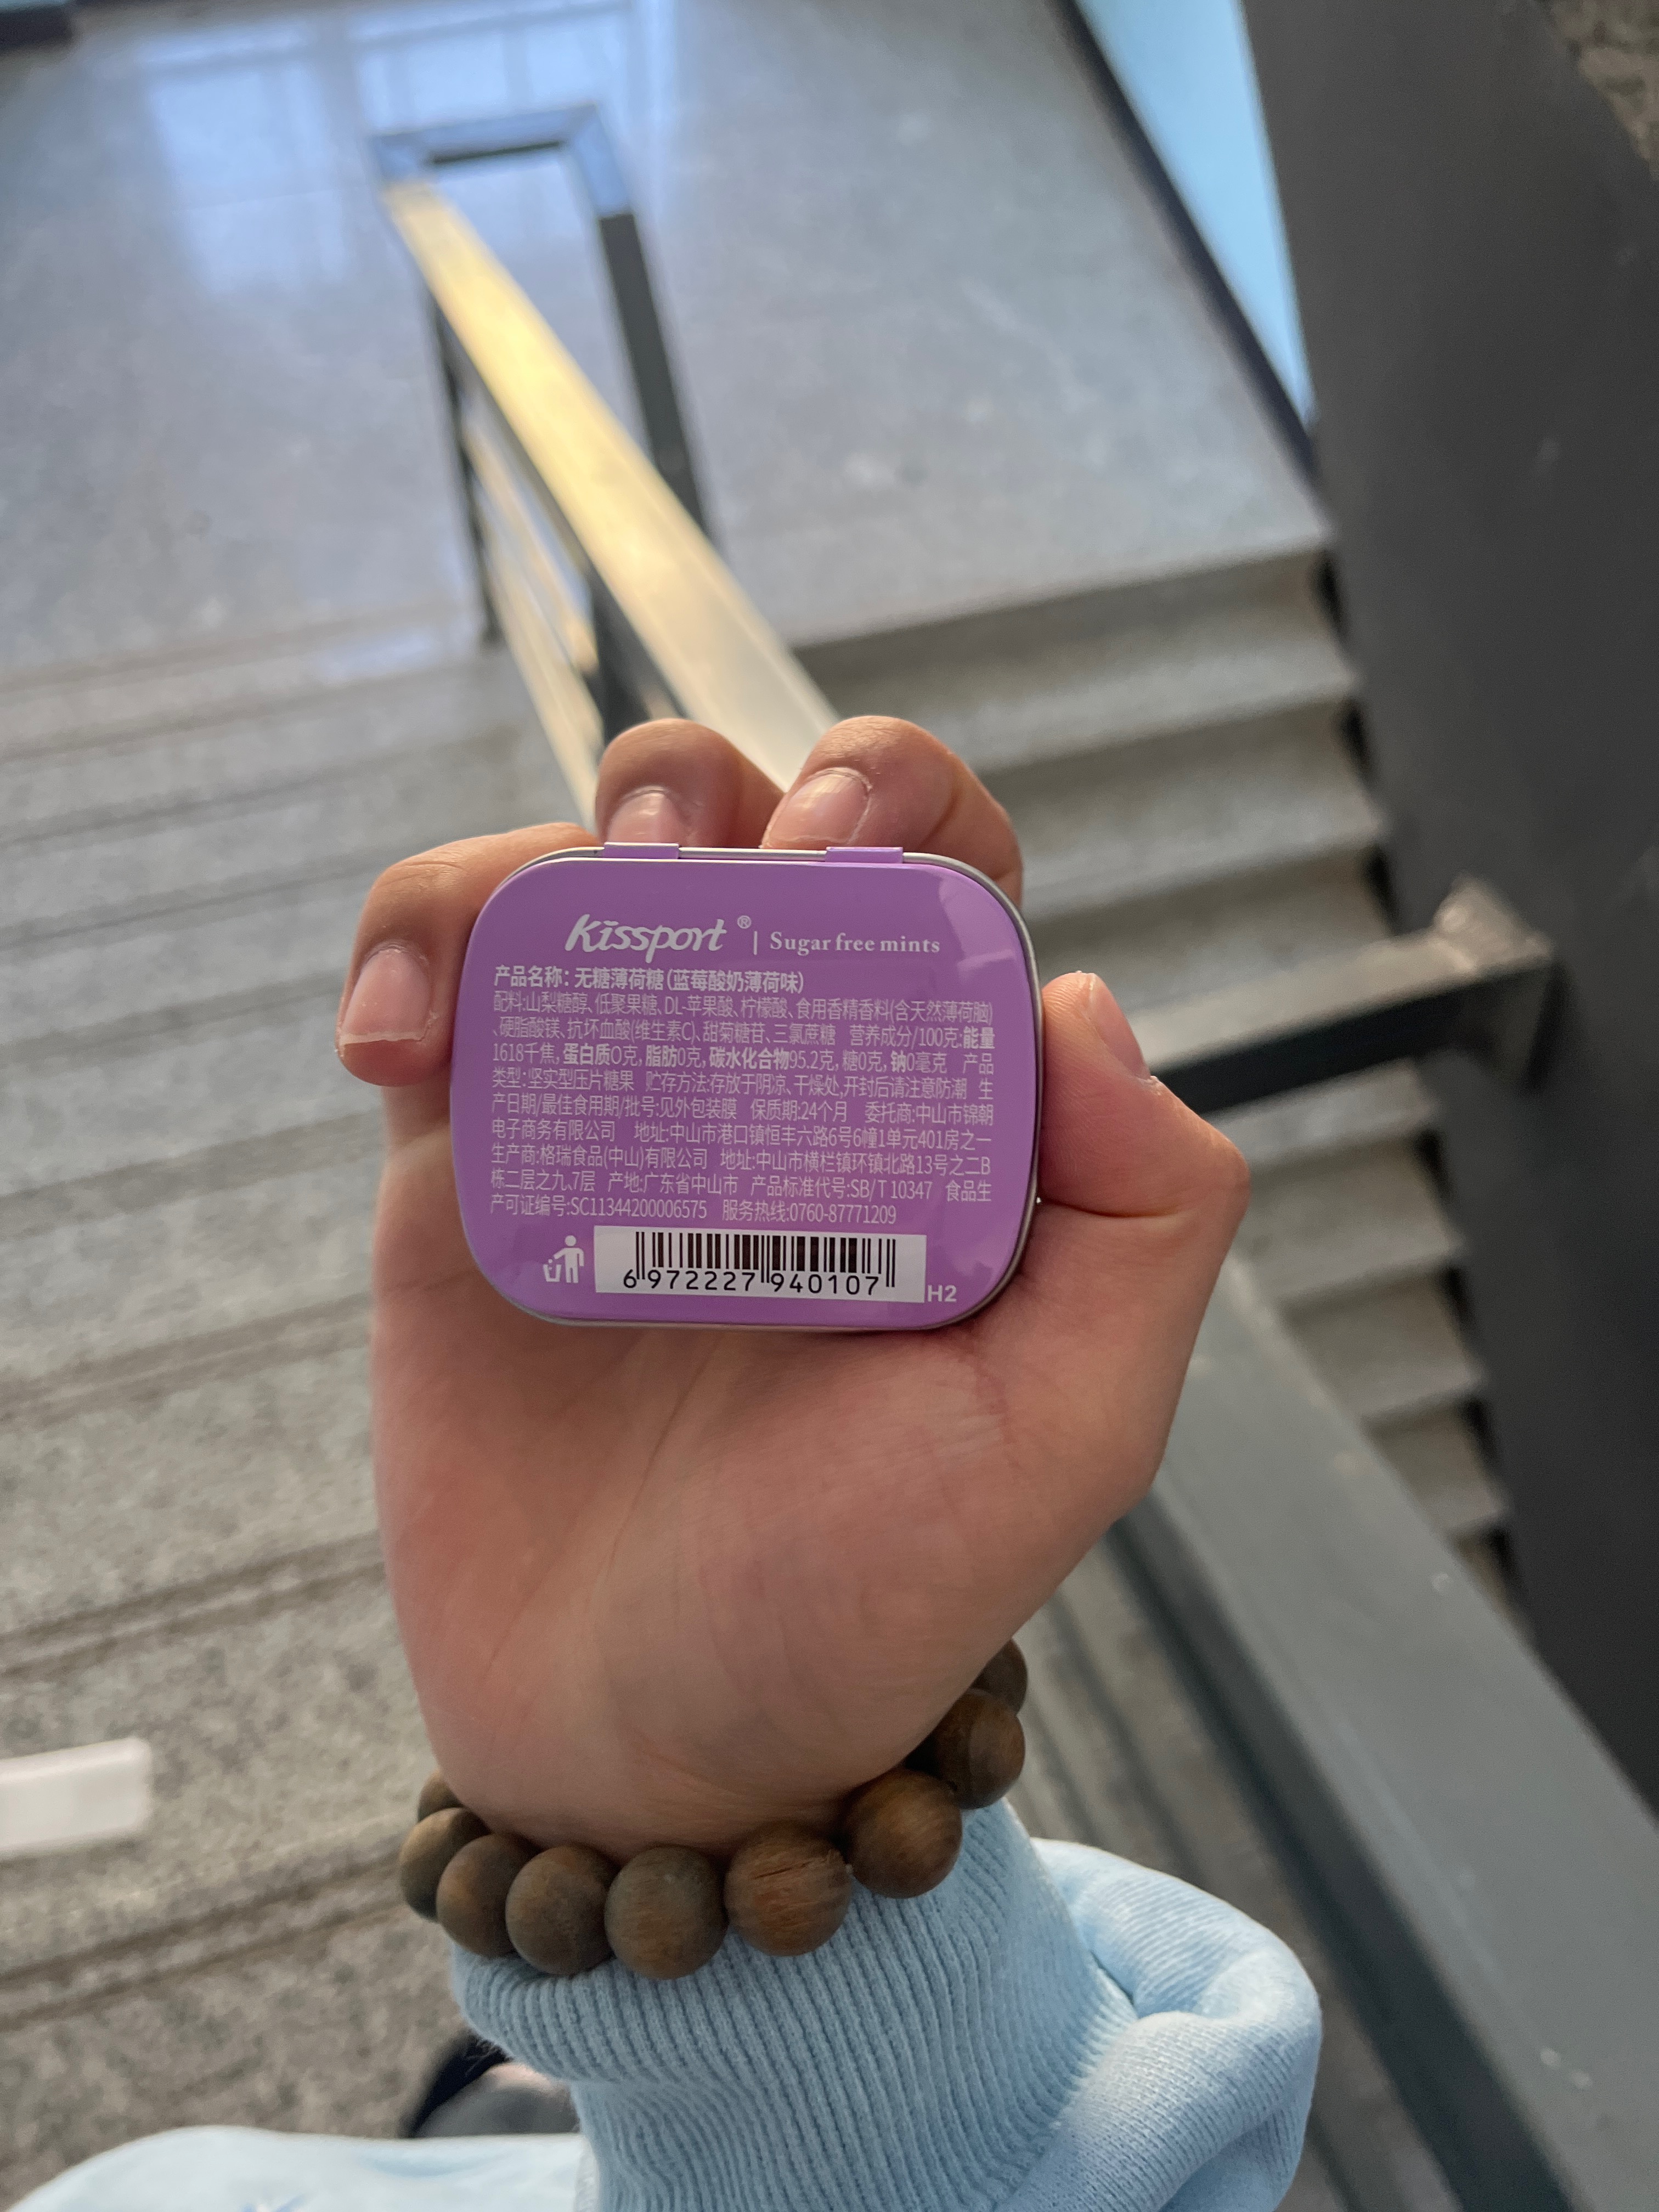 Kissport® | Sugar free mints
产品名称：无糖薄荷糖（蓝莓酸奶薄荷味）
配料:山梨糖醇、低聚果糖、DL-苹果酸、柠檬酸、食用香精香料(含天然薄荷脑)
、硬脂酸镁、抗坏血酸(维生素C)、甜菊糖苷、三氯蔗糖 营养成分/100克:能量
1618千焦,蛋白质0克,脂肪0克,碳水化合物95.2克,糖0克,钠0毫克 产品
类型:坚实型压片糖果 贮存方法:存放于阴凉、干燥处,开封后请注意防潮 生
产日期/最佳食用期/批号:见外包装膜 保质期:24个月 委托商:中山市锦朝
电子商务有限公司 地址:中山市港口镇恒丰六路6号6幢1单元401房之一
生产商:格瑞食品(中山)有限公司 地址:中山市横栏镇环镇北路13号之二B
栋二层之九、7层 产地:广东省中山市 产品标准代号:SB/T 10347 食品生
产许可证编号:SC11344200006575 服务热线:0760-87771209
6 972227 940107
H2